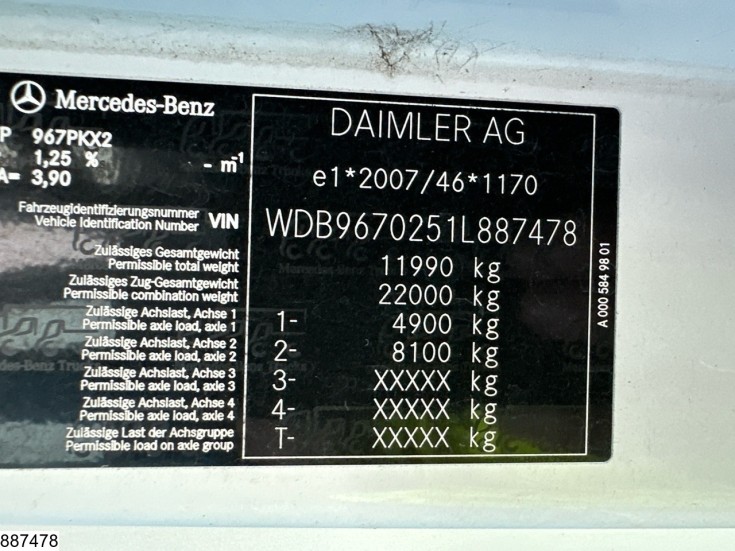 Mercedes-Benz
P 967PKX2
1,25 % - m-1
A= 3,90
Fahrzeugidentifizierungsnummer
Vehicle Identification Number VIN
Zulässiges Gesamtgewicht
Permissible total weight
Zulässiges Zug-Gesamtgewicht
Permissible combination weight
Zulässige Achslast, Achse 1
Permissible axle load, axle 1
Zulässige Achslast, Achse 2
Permissible axle load, axle 2
Zulässige Achslast, Achse 3
Permissible axle load, axle 3
Zulässige Achslast, Achse 4
Permissible axle load, axle 4
Zulässige Last der Achsgruppe
Permissible load on axle group
DAIMLER AG
e1*2007/46*1170
WDB9670251L887478
11990 kg
22000 kg
1- 4900 kg
2- 8100 kg
3- XXXXX kg
4- XXXXX kg
T- XXXXX kg
A 000 584 98 01
887478